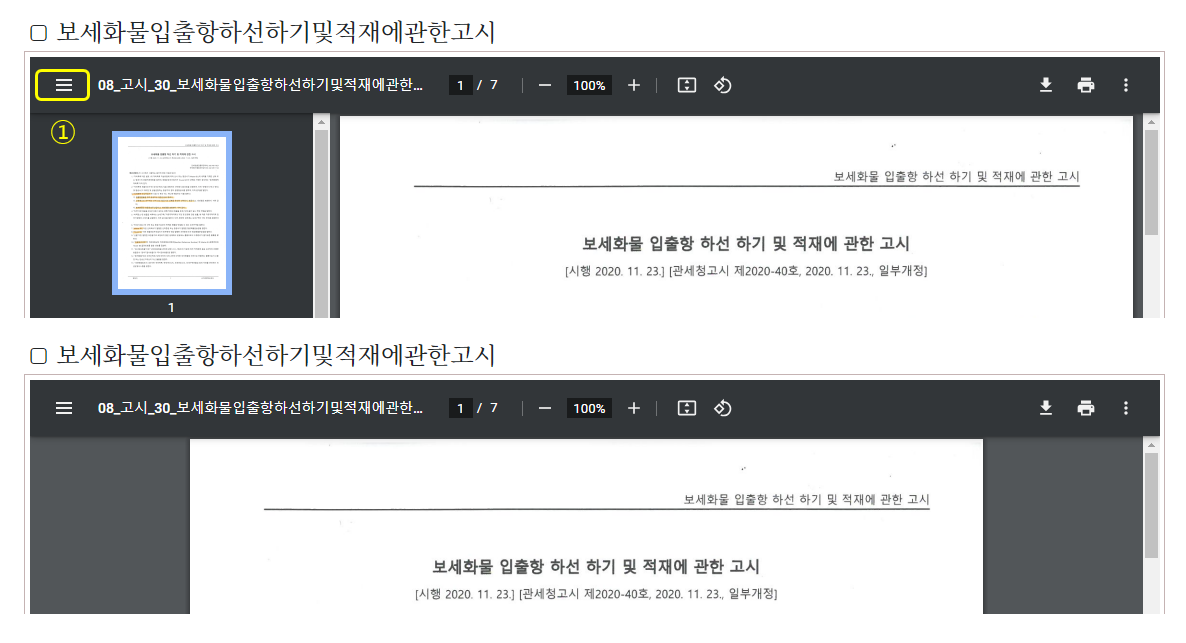 ▢ 보세화물입출항하선하기및적재에관한고시
08_고시_30_보세화물입출항하선하기및적재에관한... 1 / 7 100%
①
보세화물 입출항 하선 하기 및 적재에 관한 고시
보세화물 입출항 하선 하기 및 적재에 관한 고시
[시행 2020. 11. 23.] [관세청고시 제2020-40호, 2020. 11. 23., 일부개정]
1
▢ 보세화물입출항하선하기및적재에관한고시
08_고시_30_보세화물입출항하선하기및적재에관한... 1 / 7 100%
보세화물 입출항 하선 하기 및 적재에 관한 고시
보세화물 입출항 하선 하기 및 적재에 관한 고시
[시행 2020. 11. 23.] [관세청고시 제2020-40호, 2020. 11. 23., 일부개정]